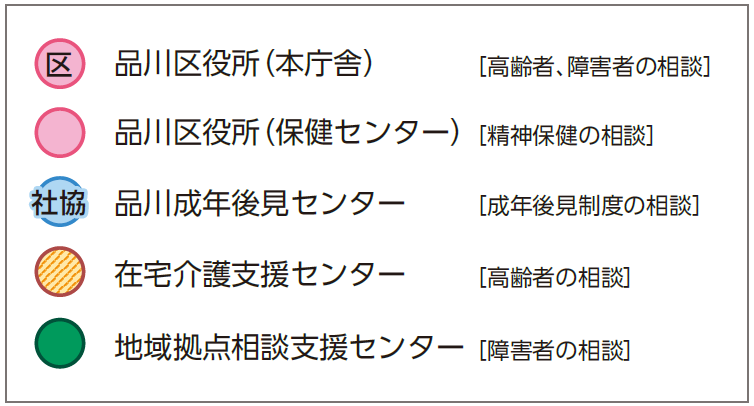 区 品川区役所（本庁舎） [高齢者、障害者の相談]
品川区役所（保健センター） [精神保健の相談]
社協 品川成年後見センター [成年後見制度の相談]
在宅介護支援センター [高齢者の相談]
地域拠点相談支援センター [障害者の相談]